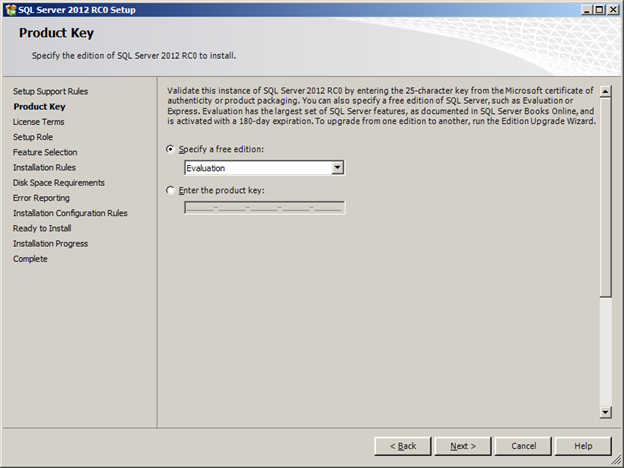 SQL Server 2012 RC0 Setup
Product Key
Specify the edition of SQL Server 2012 RC0 to install.
Setup Support Rules
Product Key
License Terms
Setup Role
Feature Selection
Installation Rules
Disk Space Requirements
Error Reporting
Installation Configuration Rules
Ready to Install
Installation Progress
Complete
Validate this instance of SQL Server 2012 RC0 by entering the 25-character key from the Microsoft certificate of
authenticity or product packaging. You can also specify a free edition of SQL Server, such as Evaluation or
Express. Evaluation has the largest set of SQL Server features, as documented in SQL Server Books Online, and
is activated with a 180-day expiration. To upgrade from one edition to another, run the Edition Upgrade Wizard.
Specify a free edition:
Evaluation
Enter the product key:
_____-_____-_____-_____-_____
< Back
Next >
Cancel
Help